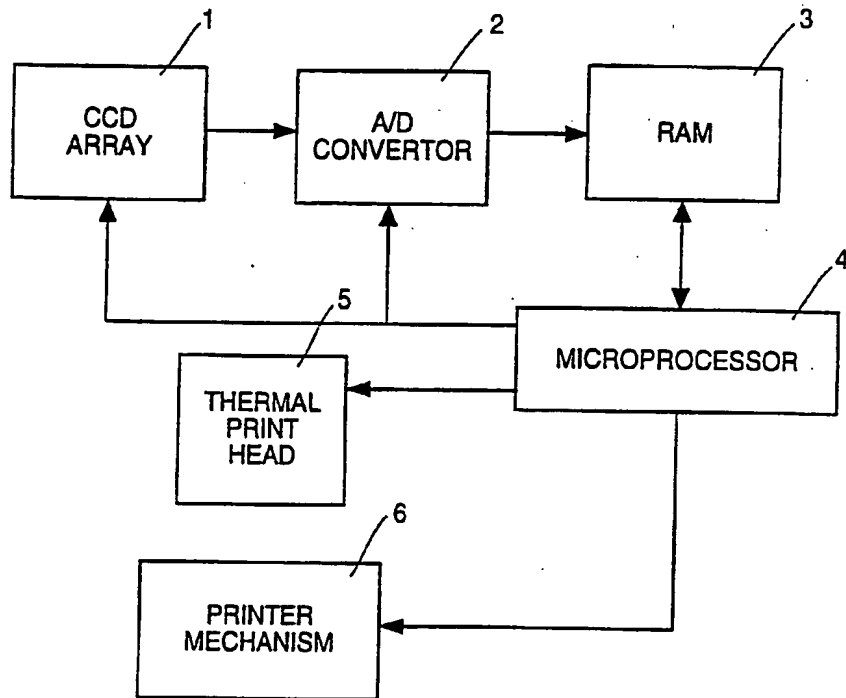 1
2
3
CCD
ARRAY
A/D
CONVERTOR
RAM
4
5
MICROPROCESSOR
THERMAL
PRINT
HEAD
6
PRINTER
MECHANISM